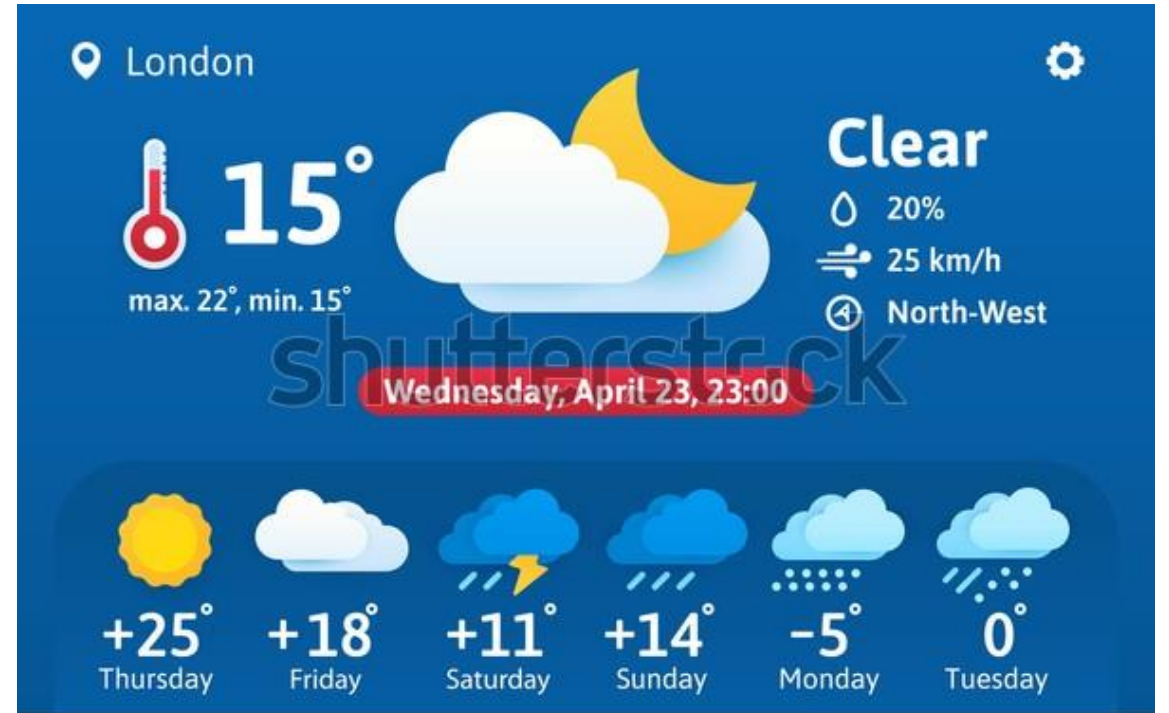 London
15°
max. 22°, min. 15°
Clear
20%
25 km/h
North-West
shutterstock
Wednesday, April 23, 23:00
+25° +18° +11° +14° -5° 0°
Thursday Friday Saturday Sunday Monday Tuesday